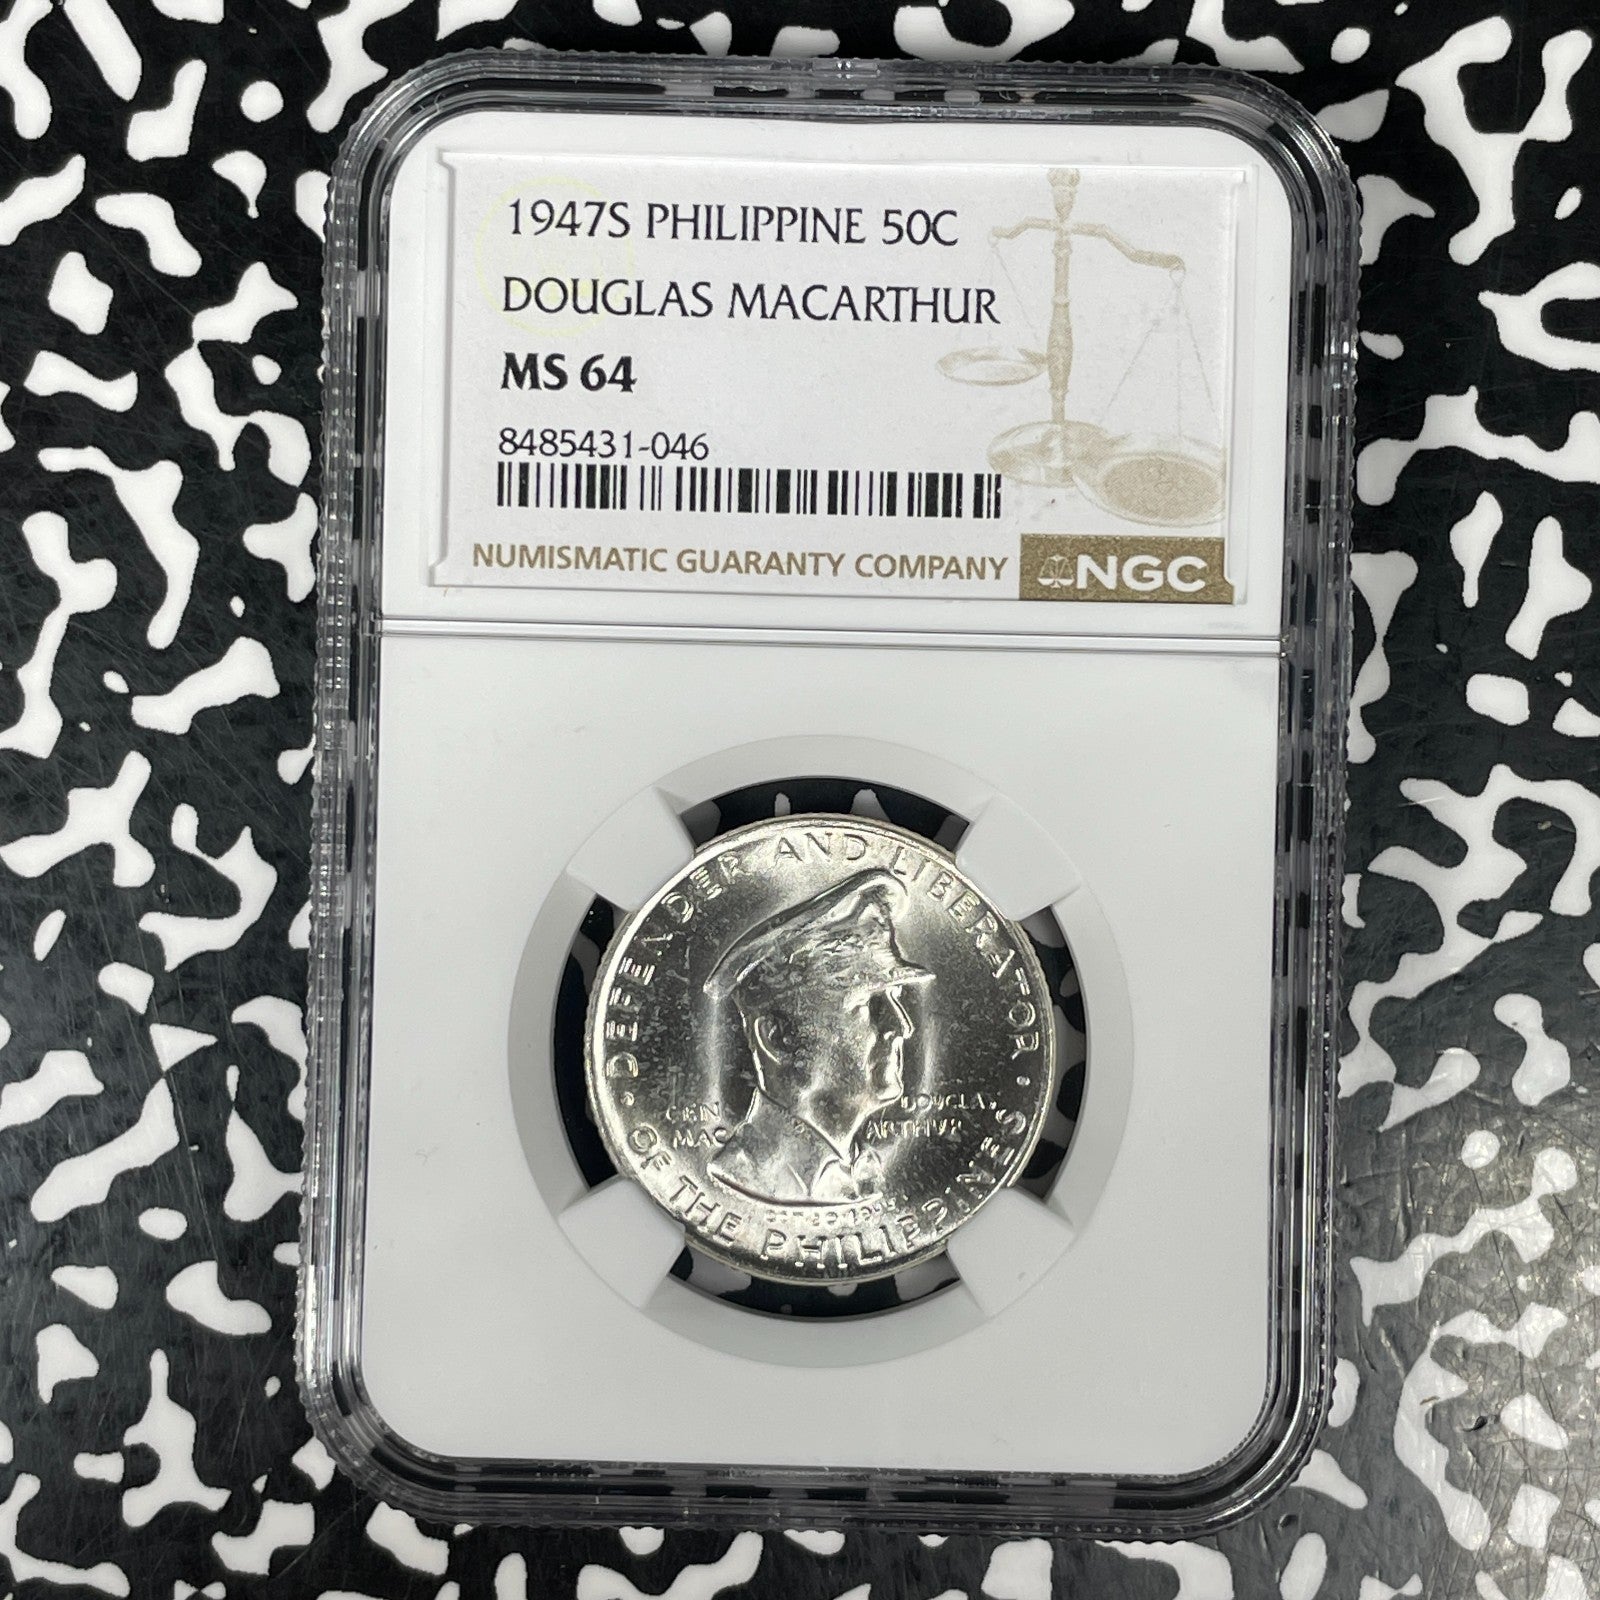 1947S PHILIPPINE 50C
DOUGLAS MACARTHUR
MS 64
8485431-046
NUMISMATIC GUARANTY COMPANY
NGC
• DEFENDER AND LIBERATOR •
OF THE PHILIPPINES
GEN DOUGLAS
MAC ARTHUR